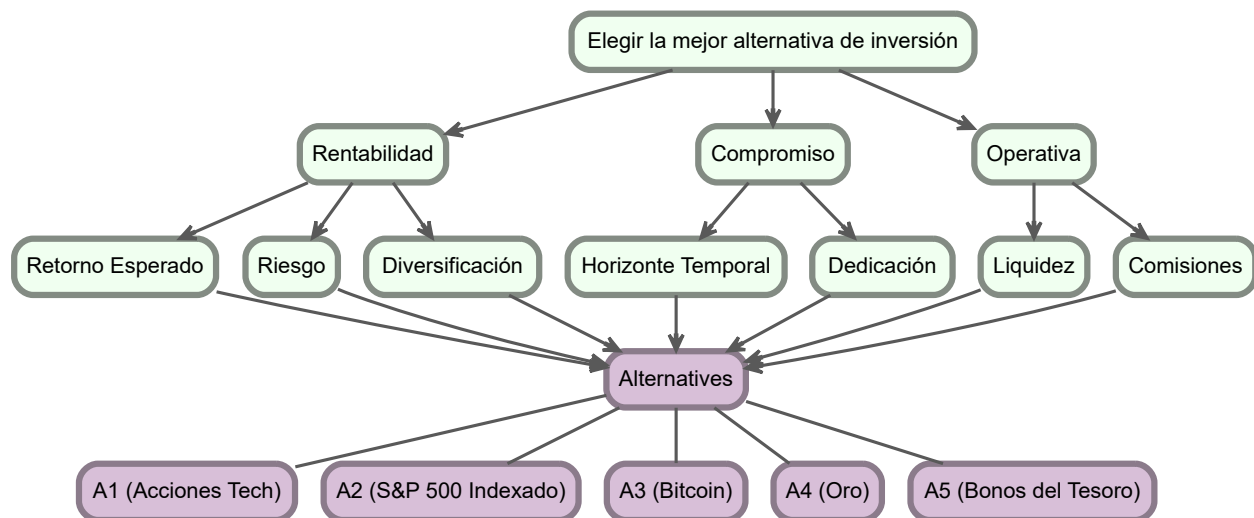 Elegir la mejor alternativa de inversión
Rentabilidad
Compromiso
Operativa
Retorno Esperado
Riesgo
Diversificación
Horizonte Temporal
Dedicación
Liquidez
Comisiones
Alternatives
A1 (Acciones Tech)
A2 (S&P 500 Indexado)
A3 (Bitcoin)
A4 (Oro)
A5 (Bonos del Tesoro)